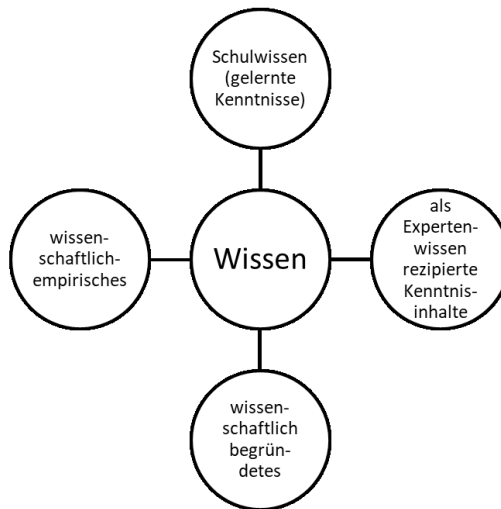 Schulwissen
(gelernte
Kenntnisse)
wissen-
schaftlich-
empirisches
Wissen
als
Experten-
wissen
rezipierte
Kenntnis-
inhalte
wissen-
schaftlich
begrün-
detes